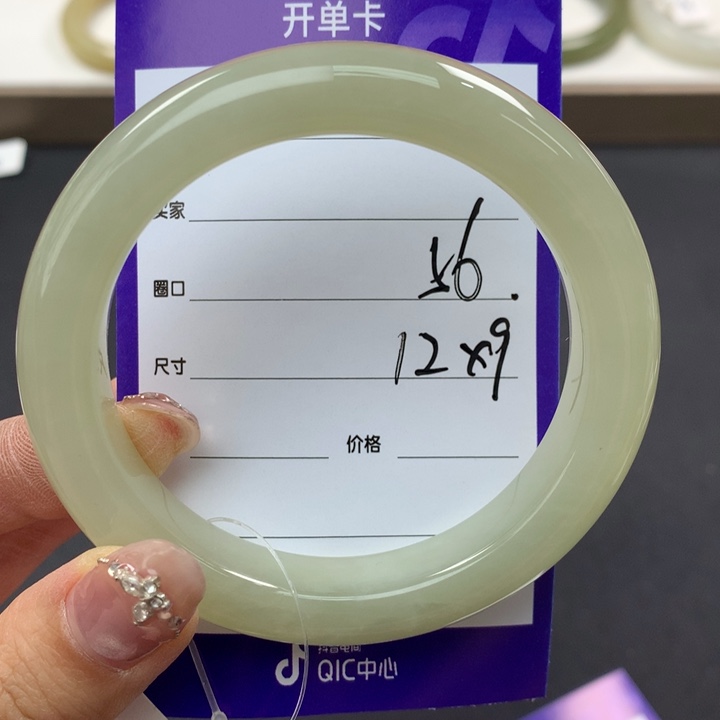 开单卡
卖家
圈口 56.
尺寸 12x9
价格
抖音电商
QIC中心